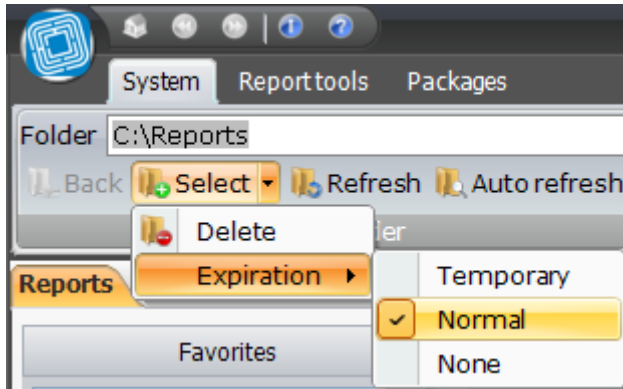 System Report tools Packages
Folder C:\Reports
Back Select Refresh Auto refresh
Delete
Reports Expiration Temporary
Normal
Favorites None